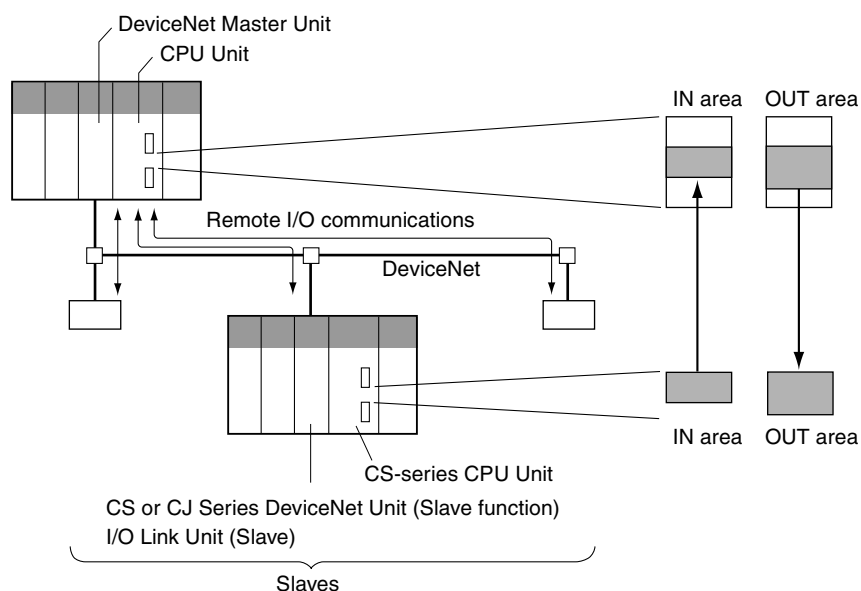 DeviceNet Master Unit
CPU Unit
IN area
OUT area
Remote I/O communications
DeviceNet
IN area
OUT area
CS-series CPU Unit
CS or CJ Series DeviceNet Unit (Slave function)
I/O Link Unit (Slave)
Slaves